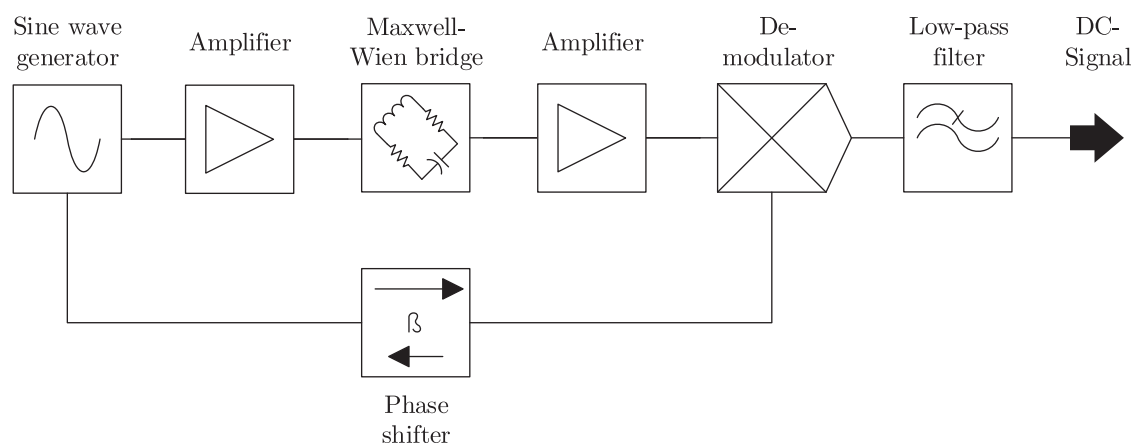 Sine wave
generator
Amplifier
Maxwell-
Wien bridge
Amplifier
De-
modulator
Low-pass
filter
DC-
Signal
ß
Phase
shifter